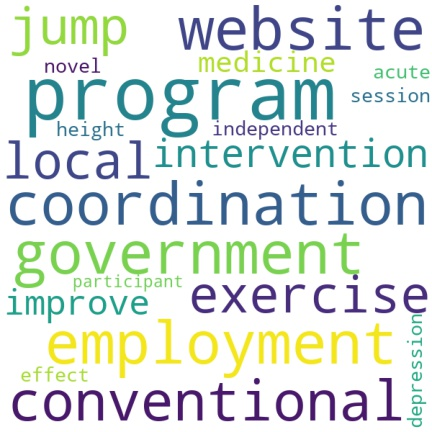 jump website
novel medicine acute
program session
height independent
local intervention
coordination
government
participant
improve exercise
employment
effect
conventional
depression